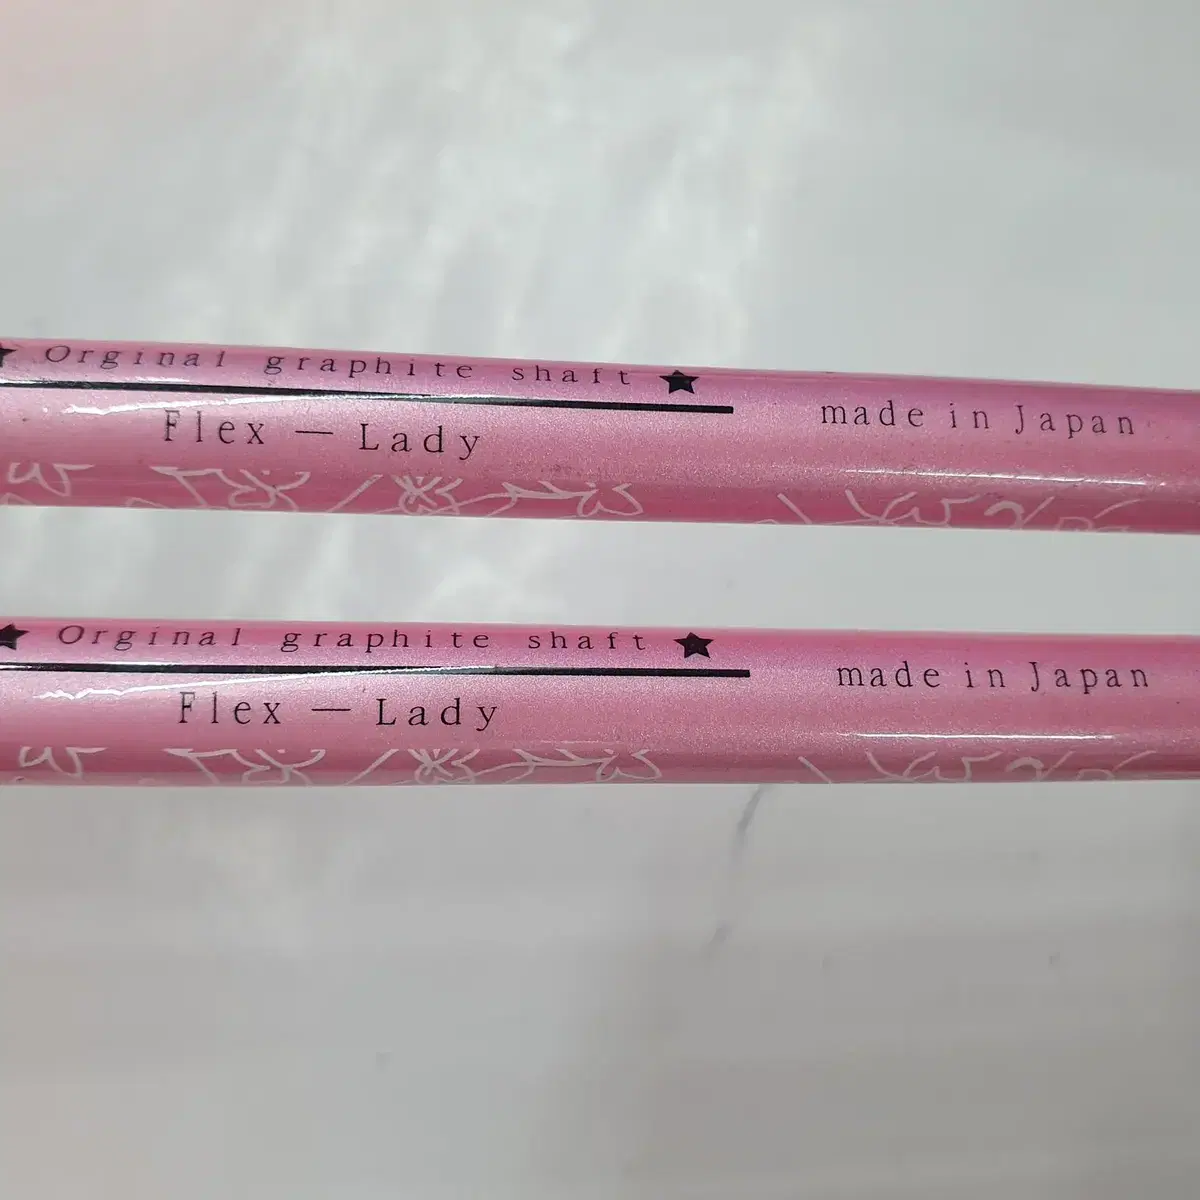 ★ Orginal graphite shaft ★
made in Japan
Flex — Lady
★ Orginal graphite shaft ★
made in Japan
Flex — Lady